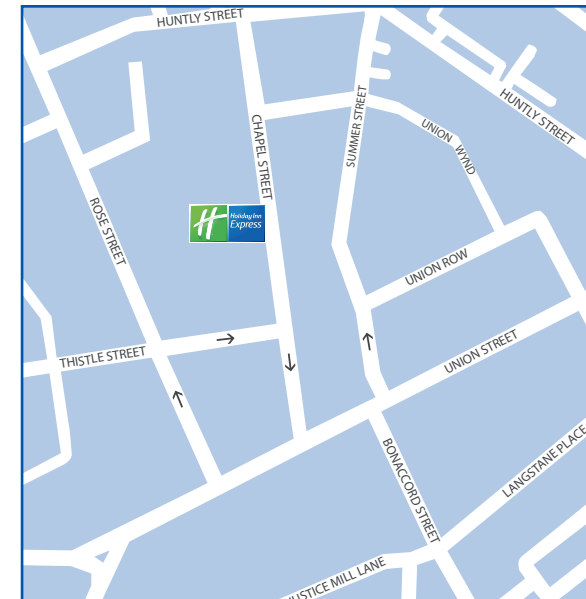 HUNTLY STREET
HUNTLY STREET
CHAPEL STREET
SUMMER STREET
UNION WYND
ROSE STREET
Holiday Inn
Express
UNION ROW
THISTLE STREET
UNION STREET
BONACCORD STREET
LANGSTANE PLACE
JUSTICE MILL LANE